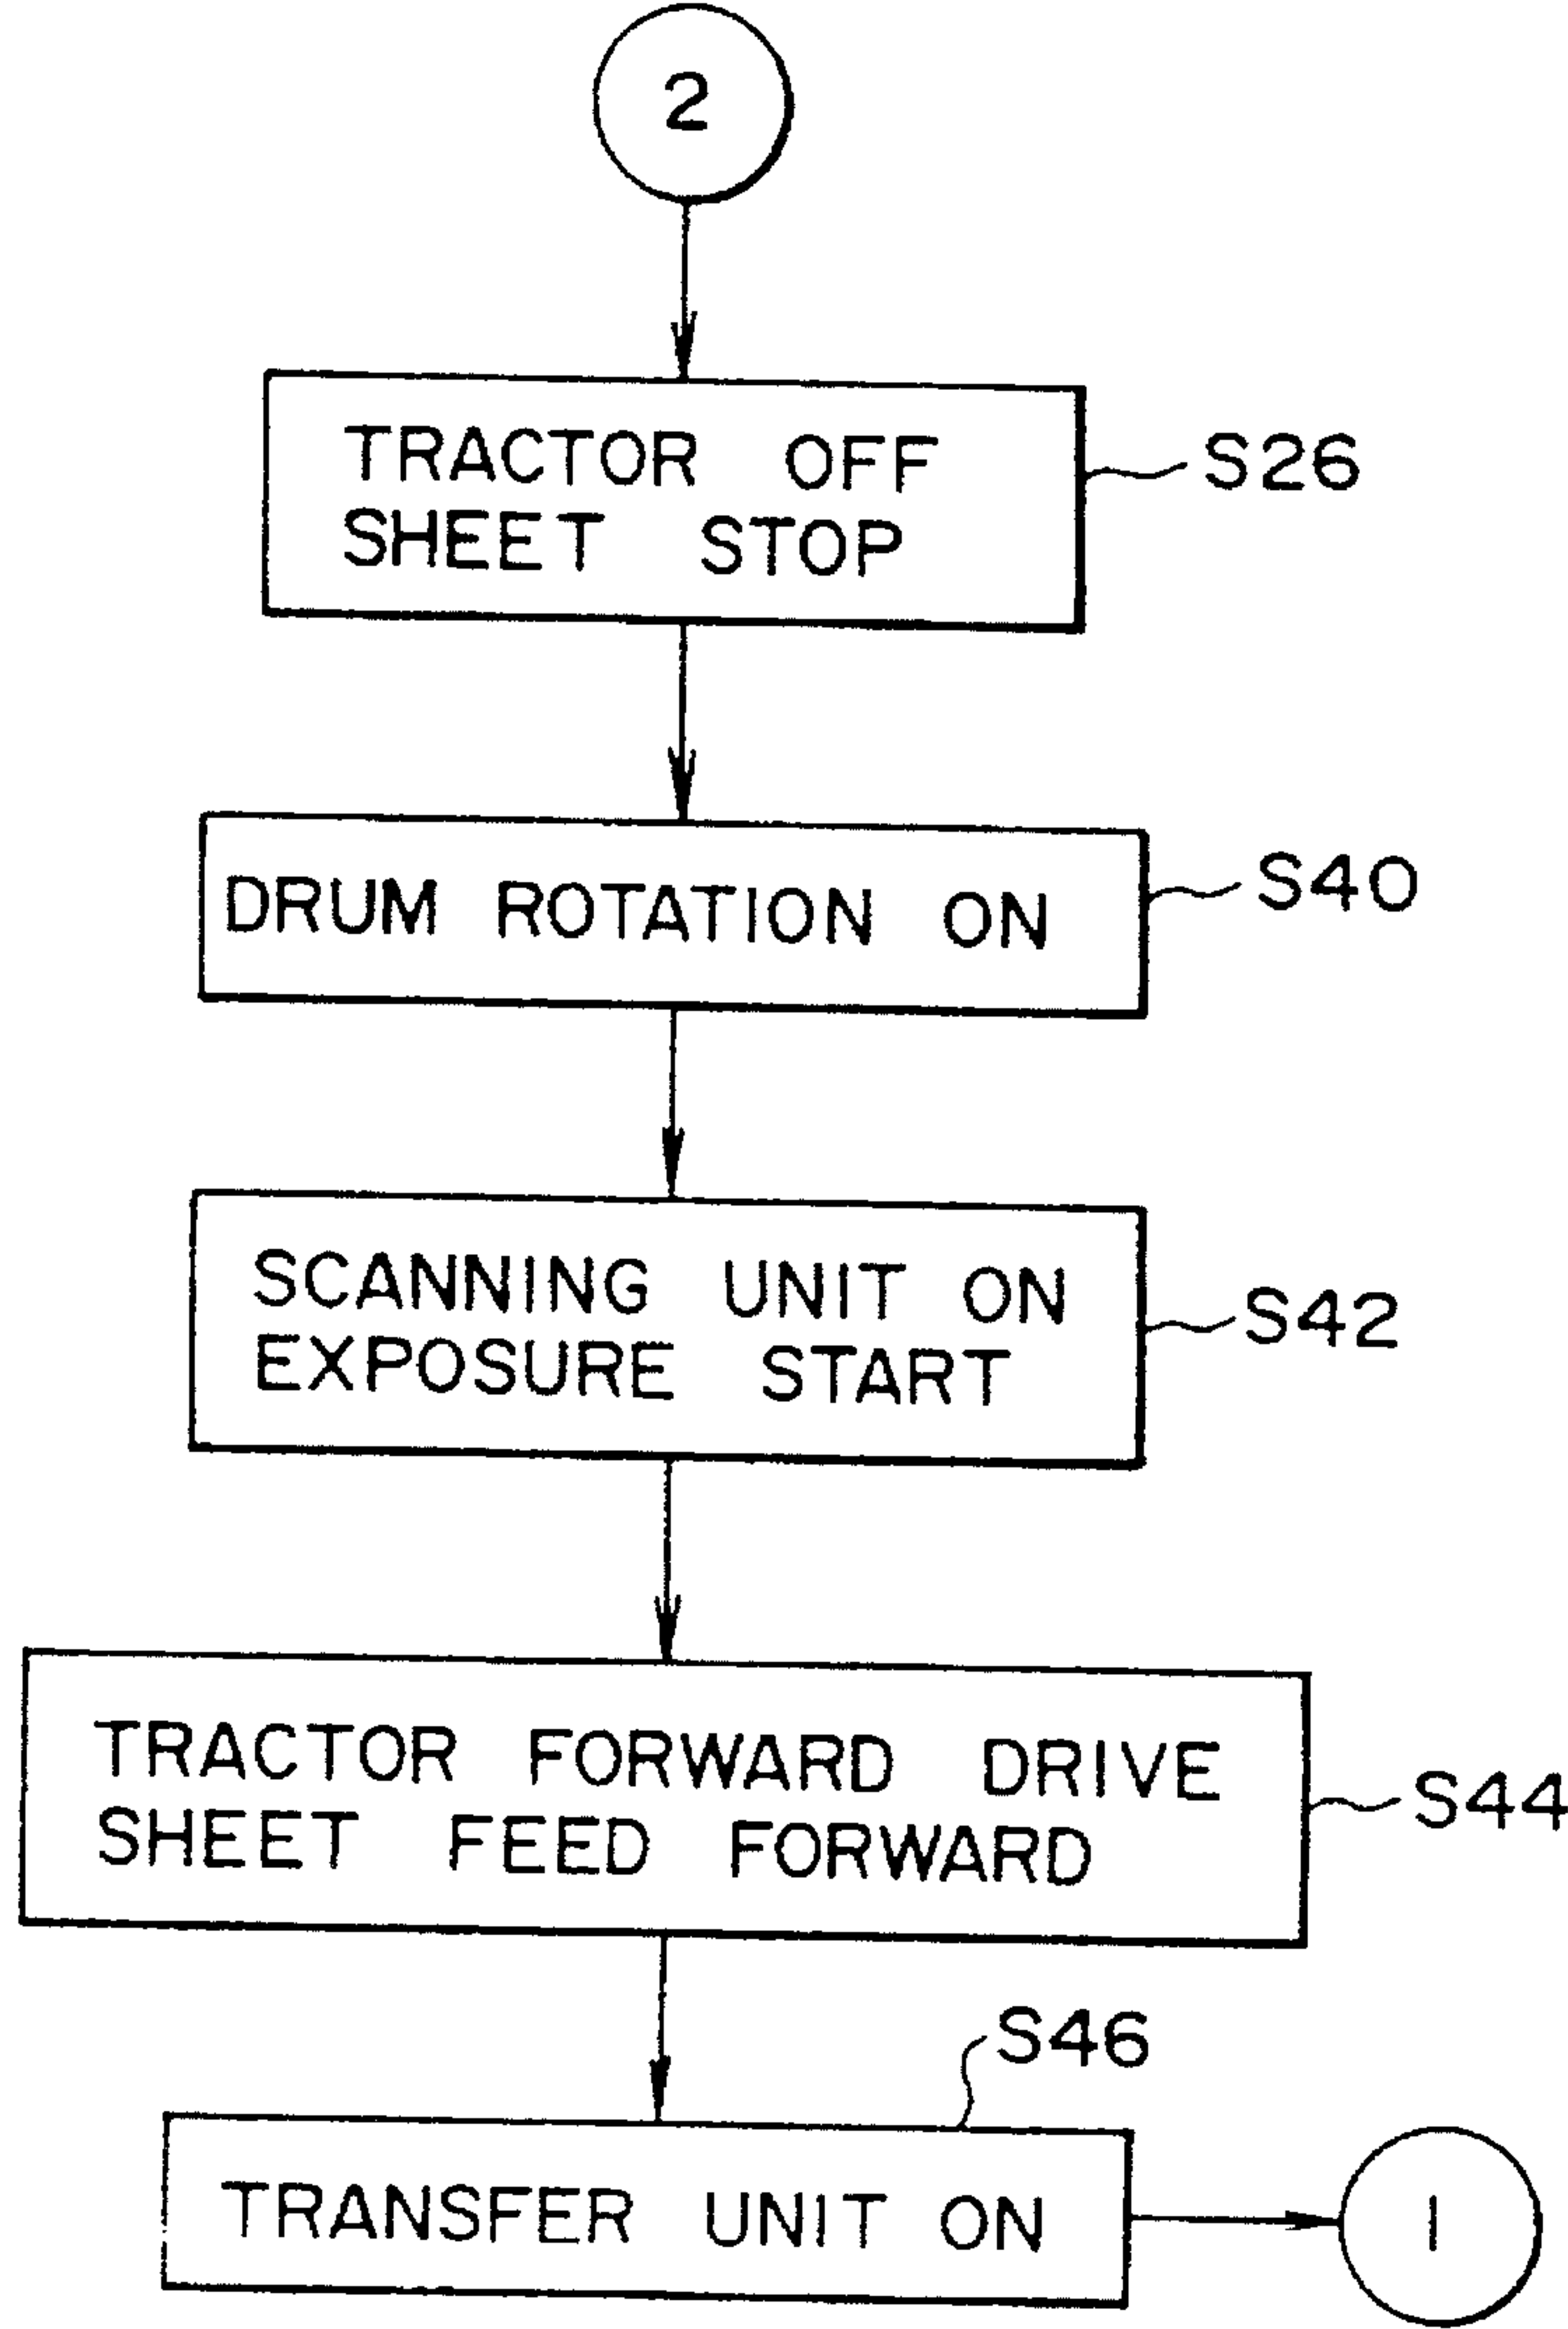 2
TRACTOR OFF
SHEET STOP
S26
DRUM ROTATION ON
S40
SCANNING UNIT ON
EXPOSURE START
S42
TRACTOR FORWARD DRIVE
SHEET FEED FORWARD
S44
S46
TRANSFER UNIT ON
1